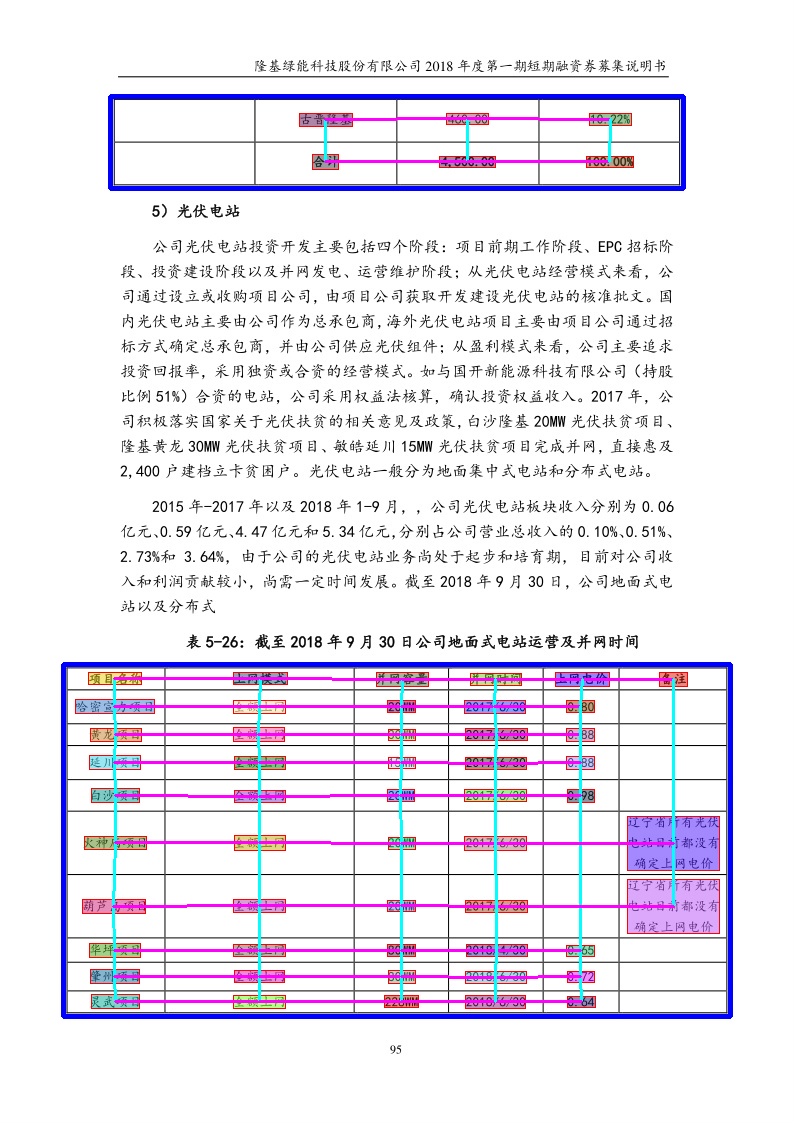 隆基绿能科技股份有限公司 2018 年度第一期短期融资券募集说明书
古晋隆基 460.00 10.22%
合计 4,500.00 100.00%
5）光伏电站
公司光伏电站投资开发主要包括四个阶段：项目前期工作阶段、EPC 招标阶
段、投资建设阶段以及并网发电、运营维护阶段；从光伏电站经营模式来看，公
司通过设立或收购项目公司，由项目公司获取开发建设光伏电站的核准批文。国
内光伏电站主要由公司作为总承包商，海外光伏电站项目主要由项目公司通过招
标方式确定总承包商，并由公司供应光伏组件；从盈利模式来看，公司主要追求
投资回报率，采用独资或合资的经营模式。如与国开新能源科技有限公司（持股
比例 51%）合资的电站，公司采用权益法核算，确认投资权益收入。2017 年，公
司积极落实国家关于光伏扶贫的相关意见及政策，白沙隆基 20MW 光伏扶贫项目、
隆基黄龙 30MW 光伏扶贫项目、敏皓延川 15MW 光伏扶贫项目完成并网，直接惠及
2,400 户建档立卡贫困户。光伏电站一般分为地面集中式电站和分布式电站。
2015 年-2017 年以及 2018 年 1-9 月，，公司光伏电站板块收入分别为 0.06
亿元、0.59 亿元、4.47 亿元和 5.34 亿元，分别占公司营业总收入的 0.10%、0.51%、
2.73%和 3.64%，由于公司的光伏电站业务尚处于起步和培育期，目前对公司收
入和利润贡献较小，尚需一定时间发展。截至 2018 年 9 月 30 日，公司地面式电
站以及分布式
表 5-26：截至 2018 年 9 月 30 日公司地面式电站运营及并网时间
项目名称 上网模式 并网容量 并网时间 上网电价 备注
哈密宣力项目 全额上网 20MW 2017/6/30 0.80
黄龙项目 全额上网 30MW 2017/6/30 0.88
延川项目 全额上网 15MW 2017/6/30 0.88
白沙项目 全额上网 20MW 2017/6/30 0.98
火神庙项目 全额上网 20MW 2017/6/30 辽宁省所有光伏
电站目前都没有
确定上网电价
葫芦岛项目 全额上网 20MW 2017/6/30 辽宁省所有光伏
电站目前都没有
确定上网电价
华坪项目 全额上网 30MW 2018/4/30 0.65
肇州项目 全额上网 30MW 2018/6/30 0.72
灵武项目 全额上网 220MW 2018/6/30 0.64
95